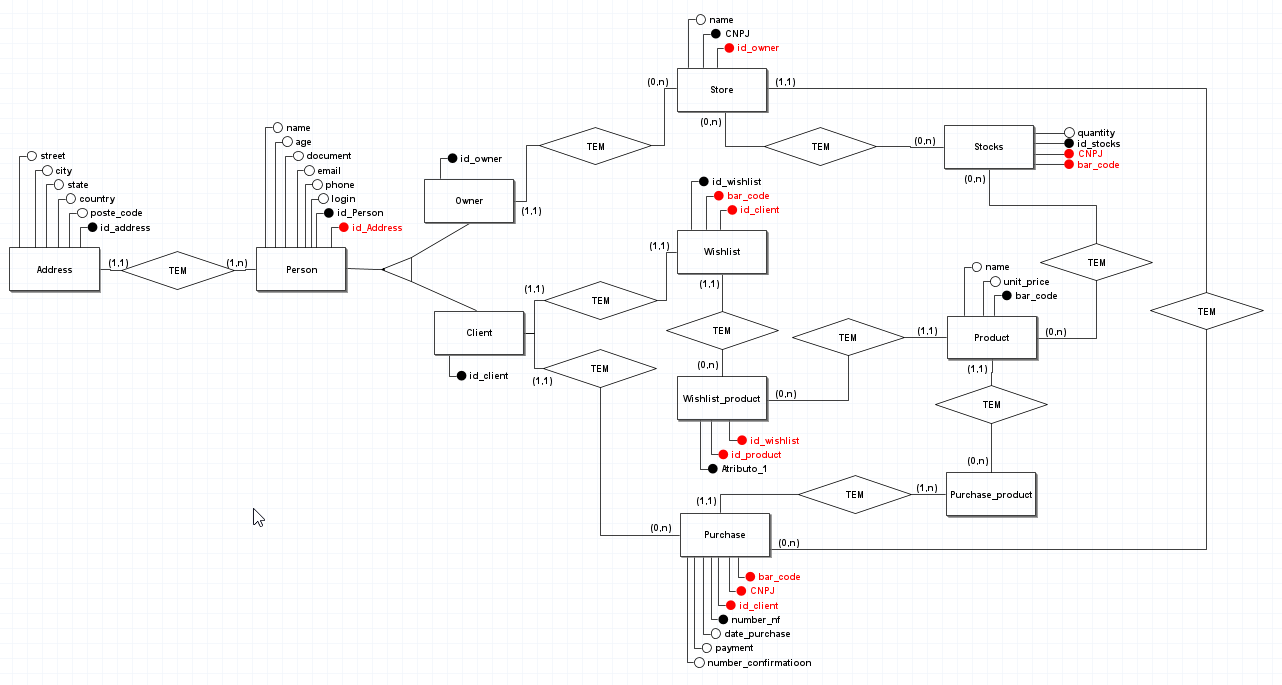 name
CNPJ
id_owner
(0,n)
Store
(1,1)
(0,n)
TEM
(0,n)
Stocks
quantity
id_stocks
CNPJ
bar_code
(0,n)
name
age
document
email
phone
login
id_Person
id_Address
Person
street
city
state
country
poste_code
id_address
Address
(1,1)
TEM
(1,n)
id_owner
Owner
(1,1)
TEM
id_wishlist
bar_code
id_client
Wishlist
(1,1)
(1,1)
TEM
(1,1)
Client
id_client
(1,1)
TEM
(1,1)
TEM
(0,n)
Wishlist_product
(0,n)
id_wishlist
id_product
Atributo_1
TEM
(1,1)
name
unit_price
bar_code
Product
(0,n)
TEM
TEM
(1,1)
TEM
(0,n)
Purchase_product
(1,n)
TEM
(1,1)
(0,n)
Purchase
(0,n)
bar_code
CNPJ
id_client
number_nf
date_purchase
payment
number_confirmatioon